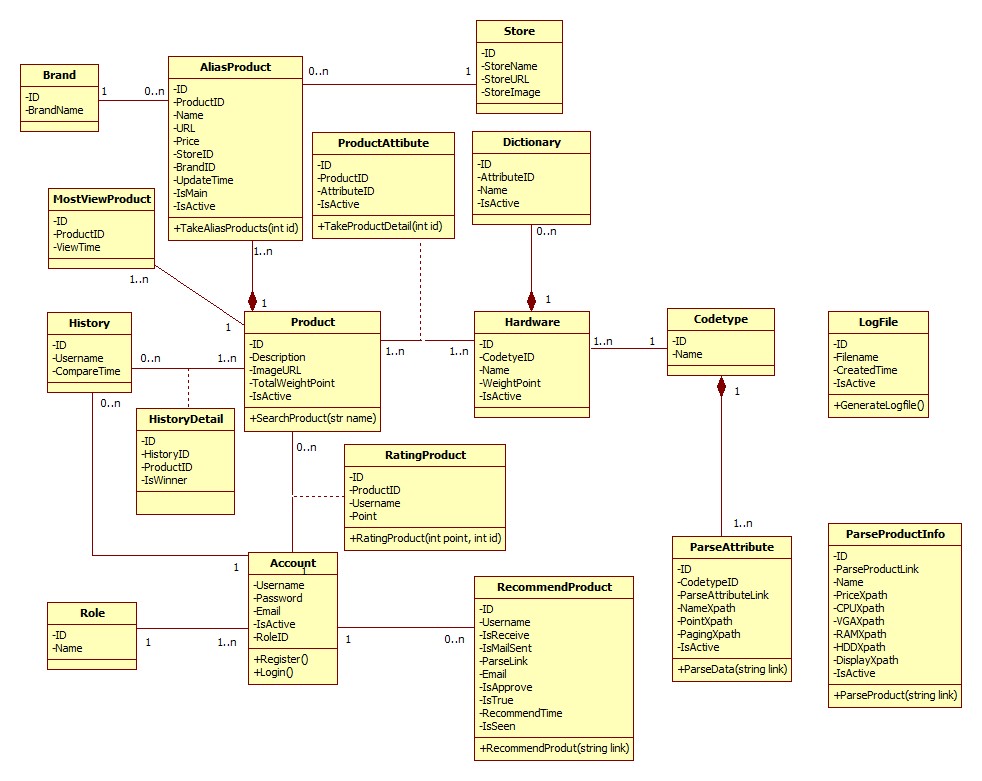 Store
-ID
-StoreName
-StoreURL
-StoreImage
Brand
-ID
-BrandName
1
0..n
AliasProduct
-ID
-ProductID
-Name
-URL
-Price
-StoreID
-BrandID
-UpdateTime
-IsMain
-IsActive
+TakeAliasProducts(int id)
0..n
1
ProductAttibute
-ID
-ProductID
-AttributeID
-IsActive
+TakeProductDetail(int id)
Dictionary
-ID
-AttributeID
-Name
-IsActive
0..n
1
MostViewProduct
-ID
-ProductID
-ViewTime
1..n
1
1..n
1
History
-ID
-Username
-CompareTime
0..n
1..n
0..n
Product
-ID
-Description
-ImageURL
-TotalWeightPoint
-IsActive
+SearchProduct(str name)
1..n
1..n
Hardware
-ID
-CodetyeID
-Name
-WeightPoint
-IsActive
1..n
1
Codetype
-ID
-Name
1
1..n
LogFile
-ID
-Filename
-CreatedTime
-IsActive
+GenerateLogfile()
HistoryDetail
-ID
-HistoryID
-ProductID
-IsWinner
0..n
RatingProduct
-ID
-ProductID
-Username
-Point
+RatingProduct(int point, int id)
1
Account
1
-Username
-Password
-Email
-IsActive
-RoleID
+Register()
+Login()
Role
-ID
-Name
1
1..n
1
0..n
RecommendProduct
-ID
-Username
-IsReceive
-IsMailSent
-ParseLink
-Email
-IsApprove
-IsTrue
-RecommendTime
-IsSeen
+RecommendProdut(string link)
ParseAttribute
-ID
-CodetypeID
-ParseAttributeLink
-NameXpath
-PointXpath
-PagingXpath
-IsActive
+ParseData(string link)
ParseProductInfo
-ID
-ParseProductLink
-Name
-PriceXpath
-CPUXpath
-VGAXpath
-RAMXpath
-HDDXpath
-DisplayXpath
-IsActive
+ParseProduct(string link)